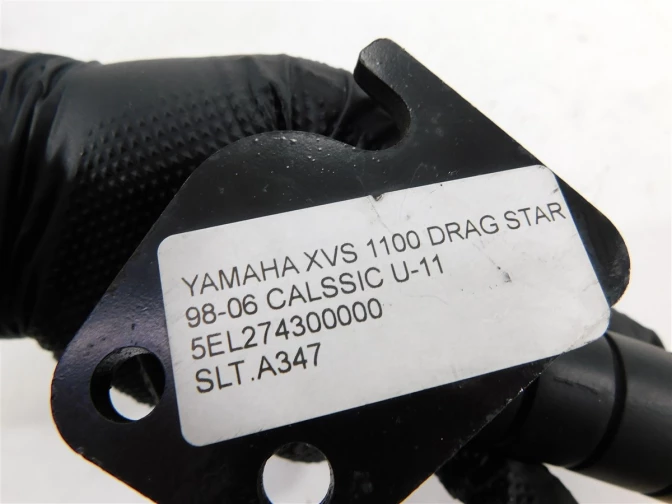 YAMAHA XVS 1100 DRAG STAR
98-06 CALSSIC U-11
5EL274300000
SLT.A347